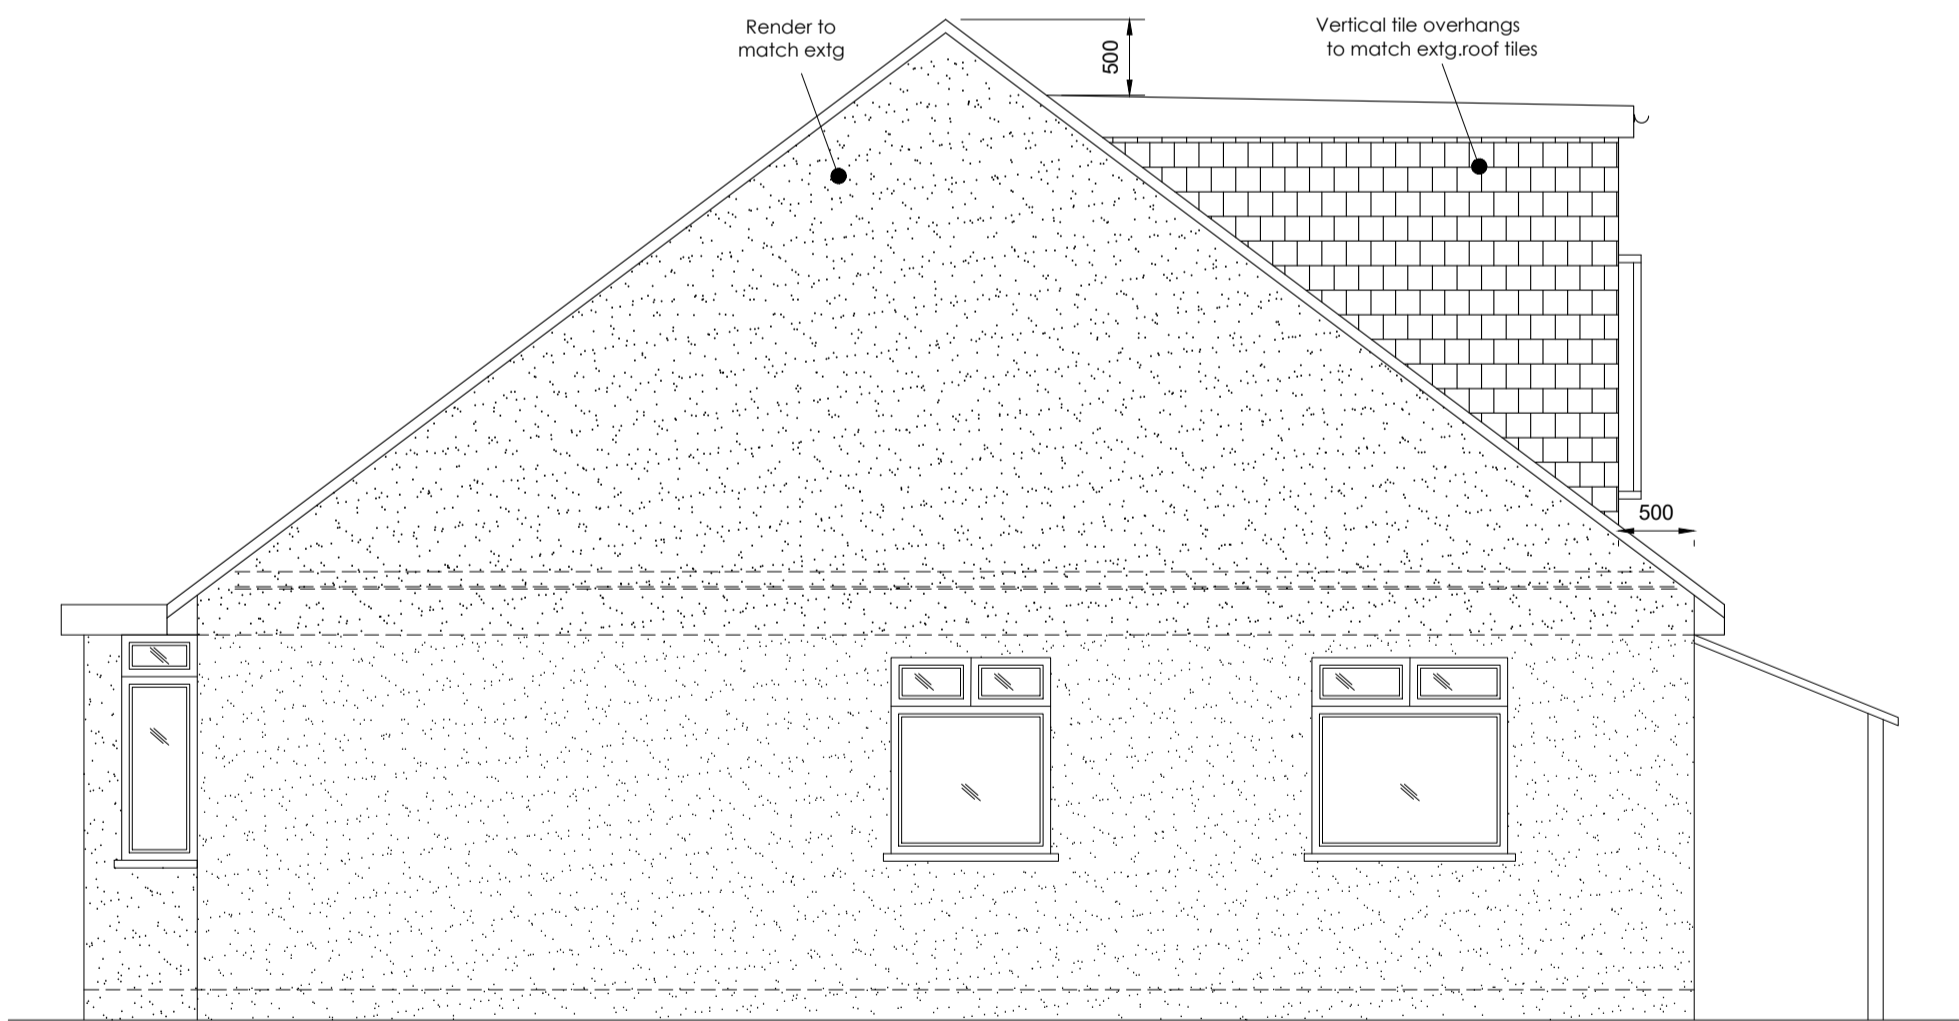 Render to
match extg
500
Vertical tile overhangs
to match extg.roof tiles
500